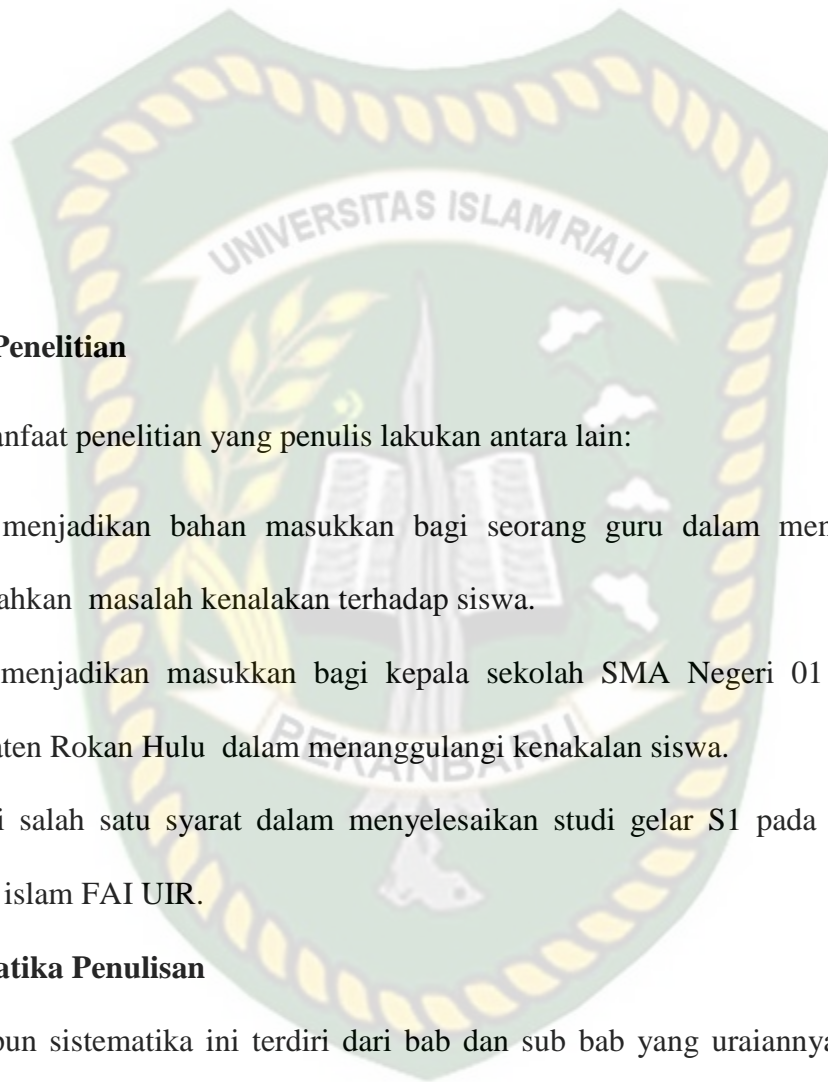 UNIVERSITAS ISLAM RIAU
Penelitian
anfaat penelitian yang penulis lakukan antara lain:
menjadikan bahan masukkan bagi seorang guru dalam men
ahkan masalah kenalakan terhadap siswa.
menjadikan masukkan bagi kepala sekolah SMA Negeri 01
aten Rokan Hulu dalam menanggulangi kenakalan siswa.
PEKANBARU
i salah satu syarat dalam menyelesaikan studi gelar S1 pada
islam FAI UIR.
atika Penulisan
pun sistematika ini terdiri dari bab dan sub bab yang uraiannya